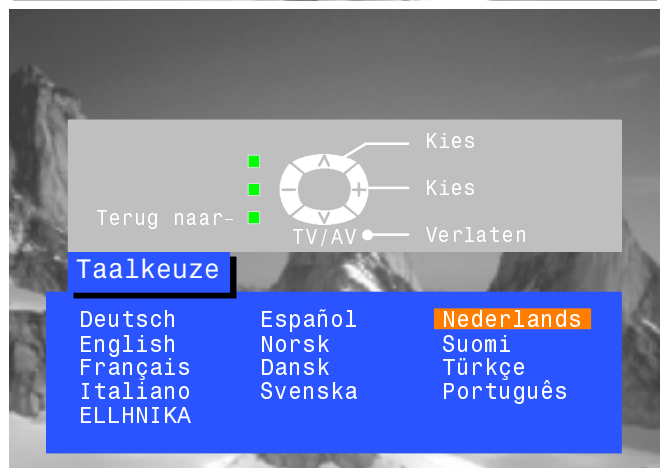 Kies
Kies
Terug naar-
TV/AV
Verlaten
Taalkeuze
Deutsch Español Nederlands
English Norsk Suomi
Français Dansk Türkçe
Italiano Svenska Português
ELLHNIKA